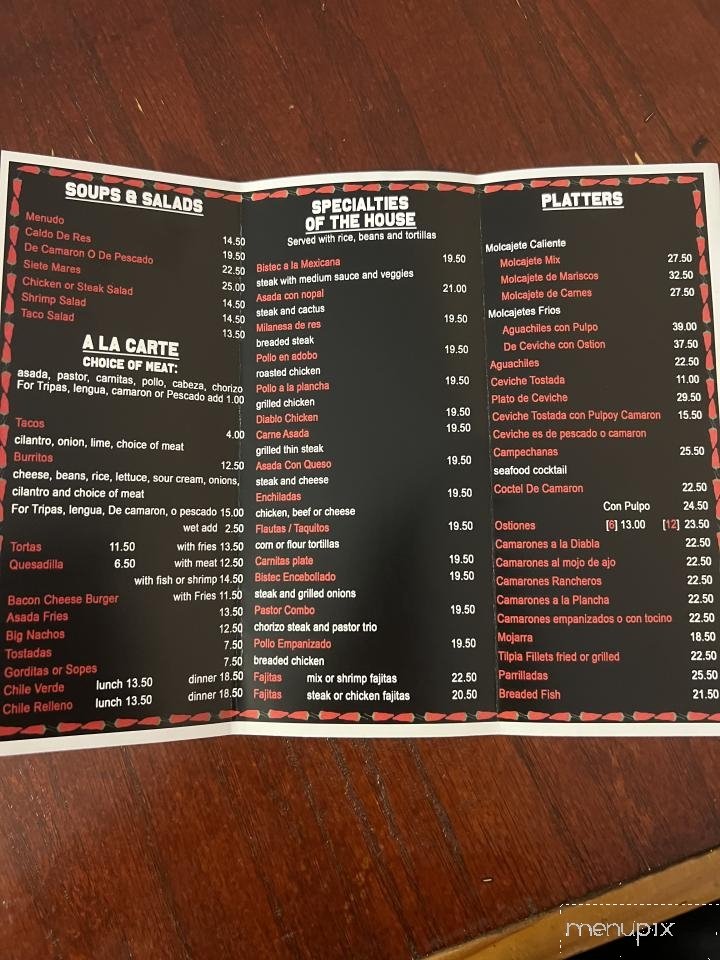 SOUPS & SALADS
Menudo 14.50
Caldo De Res 19.50
De Camaron O De Pescado 22.50
Siete Mares 25.00
Chicken or Steak Salad 14.50
Shrimp Salad 14.50
Taco Salad 13.50
A LA CARTE
CHOICE OF MEAT:
asada, pastor, carnitas, pollo, cabeza, chorizo
For Tripas, lengua, camaron or Pescado add 1.00
Tacos 4.00
cilantro, onion, lime, choice of meat
Burritos 12.50
cheese, beans, rice, lettuce, sour cream, onions,
cilantro and choice of meat
For Tripas, lengua, De camaron, o pescado 15.00
wet add 2.50
Tortas 11.50 with fries 13.50
Quesadilla 6.50 with meat 12.50
with fish or shrimp 14.50
Bacon Cheese Burger with Fries 11.50
Asada Fries 13.50
Big Nachos 12.50
Tostadas 7.50
Gorditas or Sopes 7.50
Chile Verde lunch 13.50 dinner 18.50
Chile Relleno lunch 13.50 dinner 18.50
SPECIALTIES
OF THE HOUSE
Served with rice, beans and tortillas
Bistec a la Mexicana 19.50
steak with medium sauce and veggies
Asada con nopal 21.00
steak and cactus
Milanesa de res 19.50
breaded steak
Pollo en adobo 19.50
roasted chicken
Pollo a la plancha 19.50
grilled chicken
Diablo Chicken 19.50
Carne Asada 19.50
grilled thin steak
Asada Con Queso 19.50
steak and cheese
Enchiladas 19.50
chicken, beef or cheese
Flautas / Taquitos 19.50
corn or flour tortillas
Carnitas plate 19.50
Bistec Encebollado 19.50
steak and grilled onions
Pastor Combo 19.50
chorizo steak and pastor trio
Pollo Empanizado 19.50
breaded chicken
Fajitas mix or shrimp fajitas 22.50
Fajitas steak or chicken fajitas 20.50
PLATTERS
Molcajete Caliente
Molcajete Mix 27.50
Molcajete de Mariscos 32.50
Molcajete de Carnes 27.50
Molcajetes Frios
Aguachiles con Pulpo 39.00
De Ceviche con Ostion 37.50
Aguachiles 22.50
Ceviche Tostada 11.00
Plato de Ceviche 29.50
Ceviche Tostada con Pulpoy Camaron 15.50
Ceviche es de pescado o camaron
Campechanas 25.50
seafood cocktail
Coctel De Camaron 22.50
Con Pulpo 24.50
Ostiones [6] 13.00 [12] 23.50
Camarones a la Diabla 22.50
Camarones al mojo de ajo 22.50
Camarones Rancheros 22.50
Camarones a la Plancha 22.50
Camarones empanizados o con tocino 22.50
Mojarra 18.50
Tilpia Fillets fried or grilled 22.50
Parrilladas 25.50
Breaded Fish 21.50
menupix